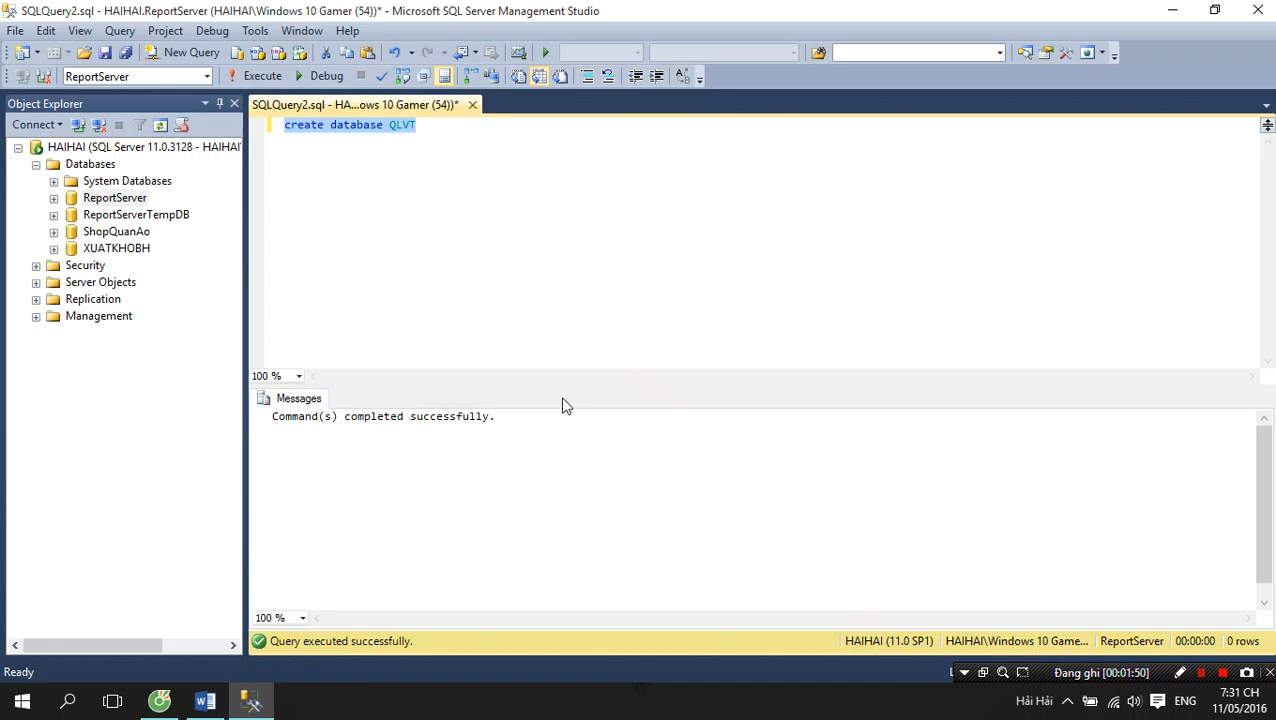 SQLQuery2.sql - HAIHAI.ReportServer (HAIHAI\Windows 10 Gamer (54))* - Microsoft SQL Server Management Studio
File Edit View Query Project Debug Tools Window Help
New Query
ReportServer Execute Debug
Object Explorer
SQLQuery2.sql - HA...ows 10 Gamer (54))*
Connect
create database QLVT
HAIHAI (SQL Server 11.0.3128 - HAIHAI\
Databases
System Databases
ReportServer
ReportServerTempDB
ShopQuanAo
XUATKHOBH
Security
Server Objects
Replication
Management
100 %
Messages
Command(s) completed successfully.
100 %
Query executed successfully. HAIHAI (11.0 SP1) HAIHAI\Windows 10 Game... ReportServer 00:00:00 0 rows
Ready
Đang ghi [00:01:50]
Hải Hải ENG 7:31 CH
11/05/2016